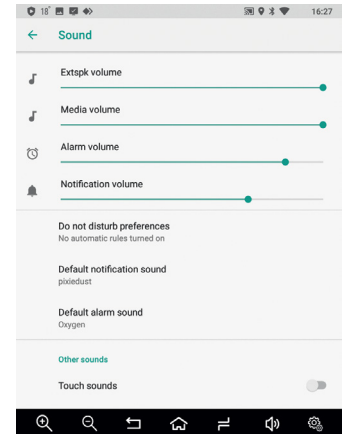 18° 16:27
Sound
Extspk volume
Media volume
Alarm volume
Notification volume
Do not disturb preferences
No automatic rules turned on
Default notification sound
pixiedust
Default alarm sound
Oxygen
Other sounds
Touch sounds